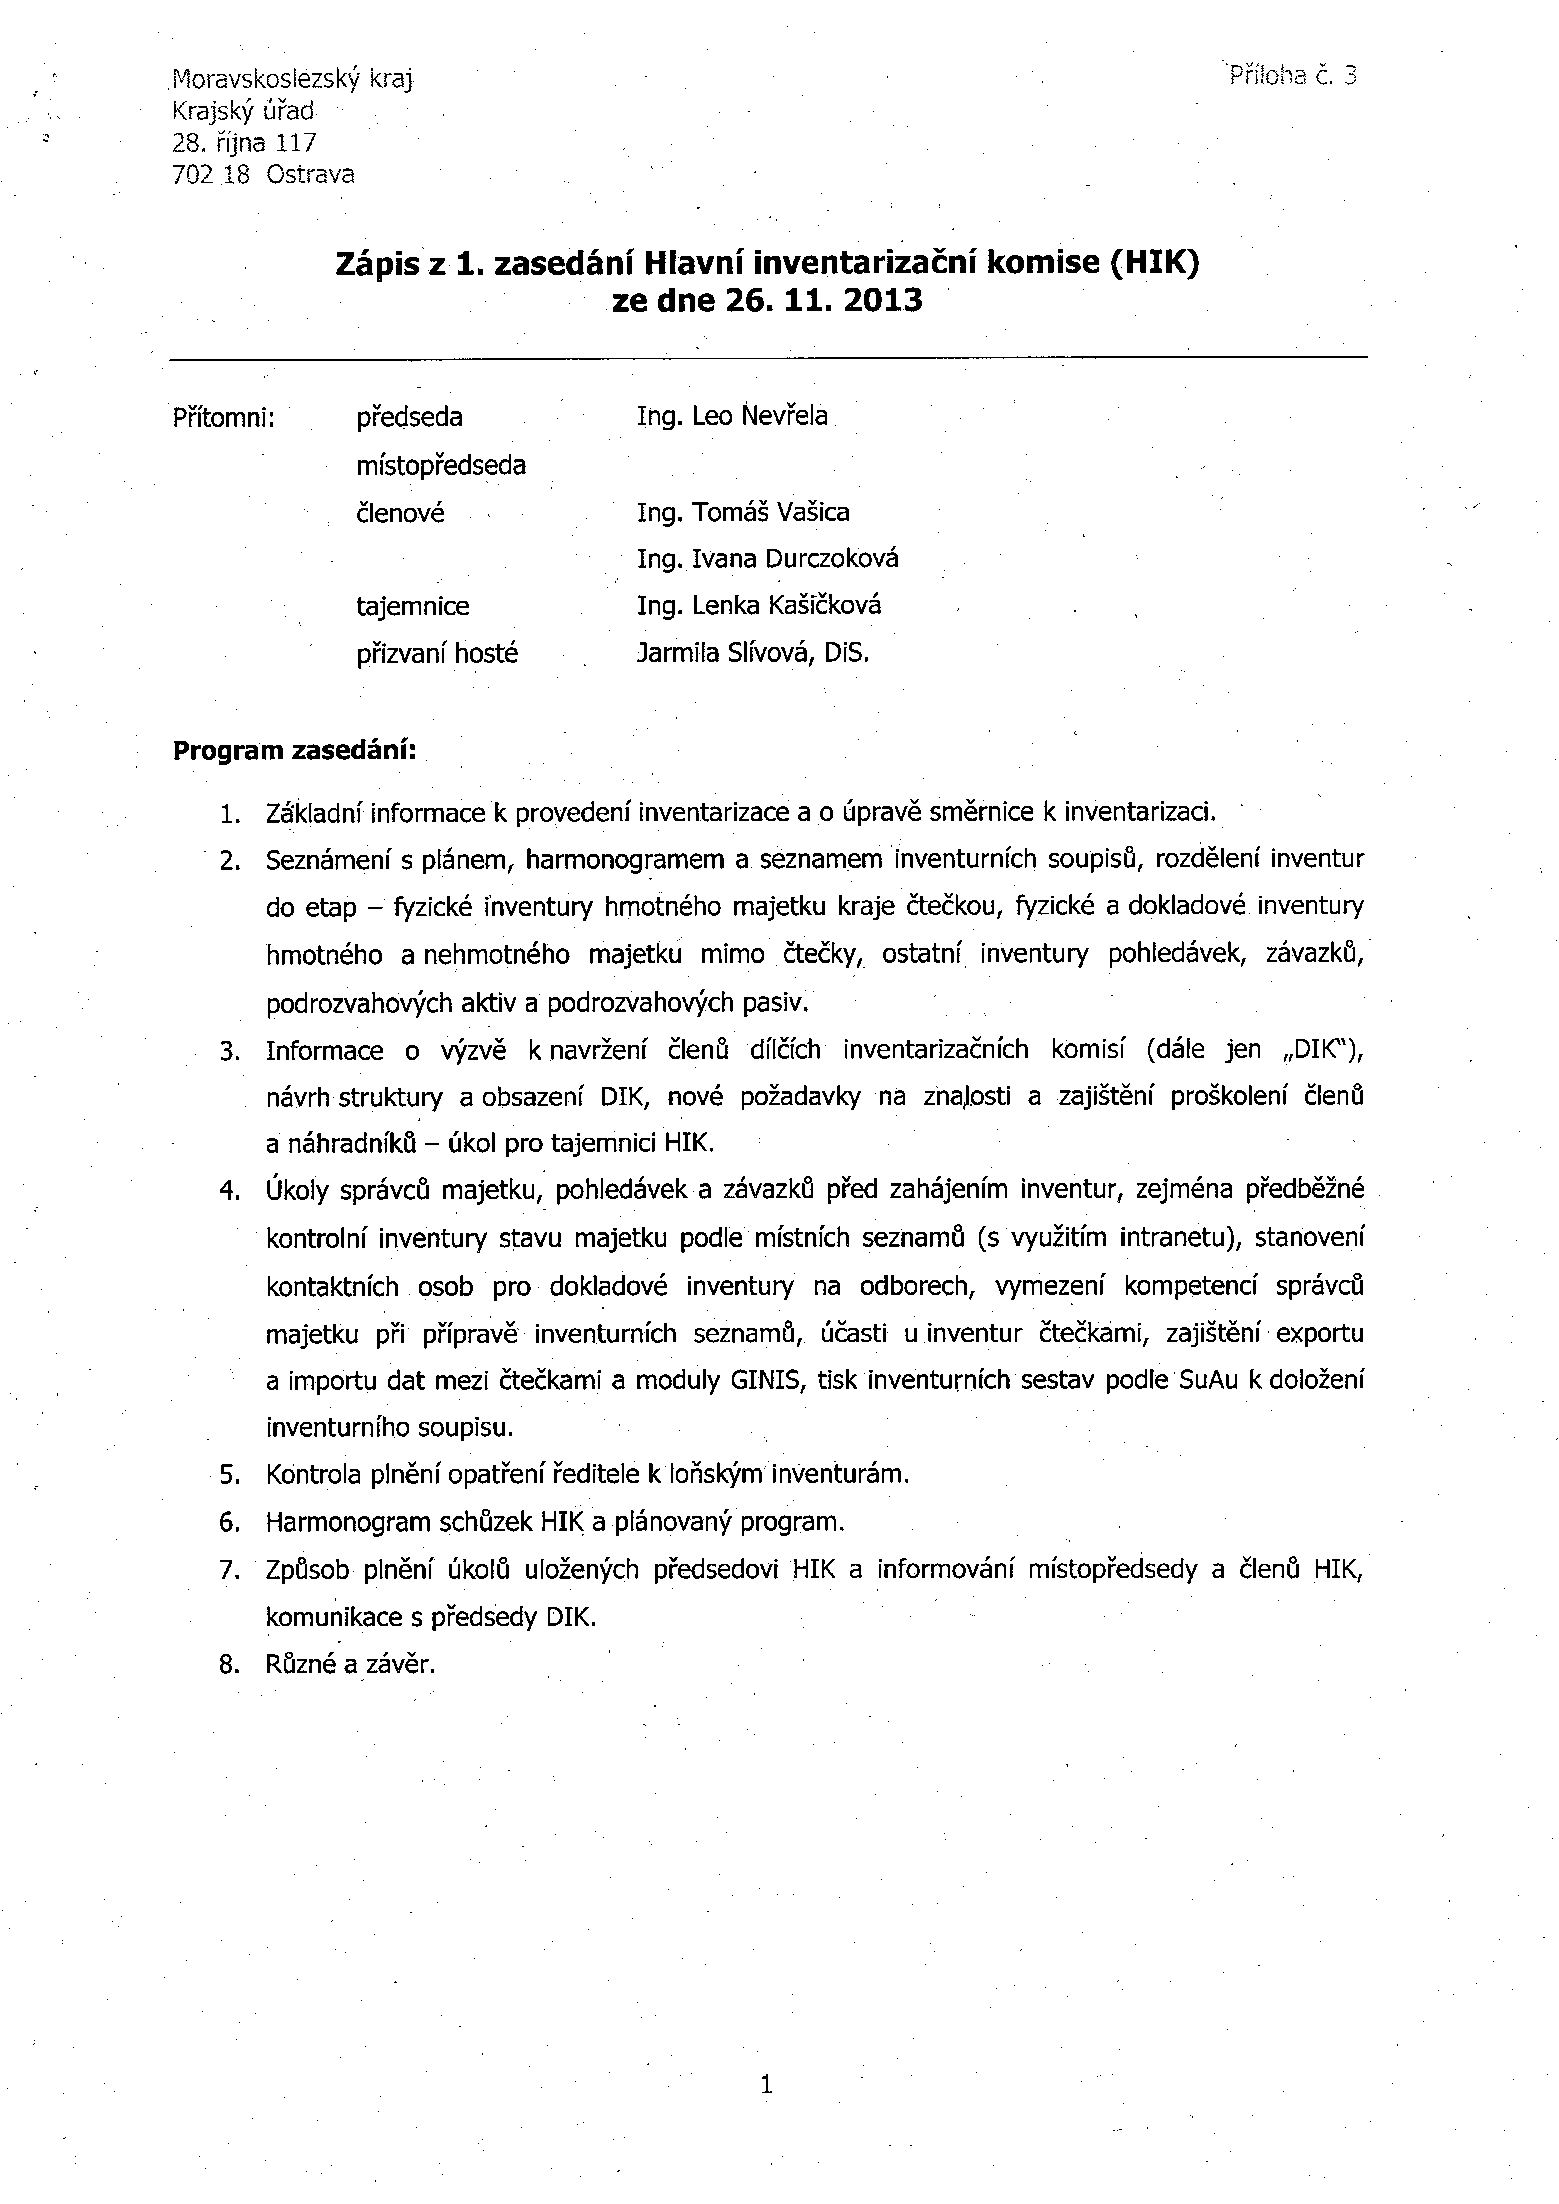 Moravskoslezský kraj
Příloha č. 3
Krajský úřad
28. října 117
702 18 Ostrava
Zápis z 1. zasedání Hlavní inventarizační komise (HIK)
ze dne 26. 11. 2013
Přítomni: předseda Ing. Leo Nevřela
místopředseda
členové Ing. Tomáš Vašica
Ing. Ivana Durczoková
tajemnice Ing. Lenka Kašičková
přizvaní hosté Jarmila Slívová, DiS.
Program zasedání:
1. Základní informace k provedení inventarizace a o úpravě směrnice k inventarizaci.
2. Seznámení s plánem, harmonogramem a seznamem inventurních soupisů, rozdělení inventur
do etap – fyzické inventury hmotného majetku kraje čtečkou, fyzické a dokladové inventury
hmotného a nehmotného majetku mimo čtečky, ostatní inventury pohledávek, závazků,
podrozvahových aktiv a podrozvahových pasiv.
3. Informace o výzvě k navržení členů dílčích inventarizačních komisí (dále jen „DIK"),
návrh struktury a obsazení DIK, nové požadavky na znalosti a zajištění proškolení členů
a náhradníků – úkol pro tajemnici HIK.
4. Úkoly správců majetku, pohledávek a závazků před zahájením inventur, zejména předběžné
kontrolní inventury stavu majetku podle místních seznamů (s využitím intranetu), stanovení
kontaktních osob pro dokladové inventury na odborech, vymezení kompetencí správců
majetku při přípravě inventurních seznamů, účasti u inventur čtečkami, zajištění exportu
a importu dat mezi čtečkami a moduly GINIS, tisk inventurních sestav podle SuAu k doložení
inventurního soupisu.
5. Kontrola plnění opatření ředitele k loňským inventurám.
6. Harmonogram schůzek HIK a plánovaný program.
7. Způsob plnění úkolů uložených předsedovi HIK a informování místopředsedy a členů HIK,
komunikace s předsedy DIK.
8. Různé a závěr.
1